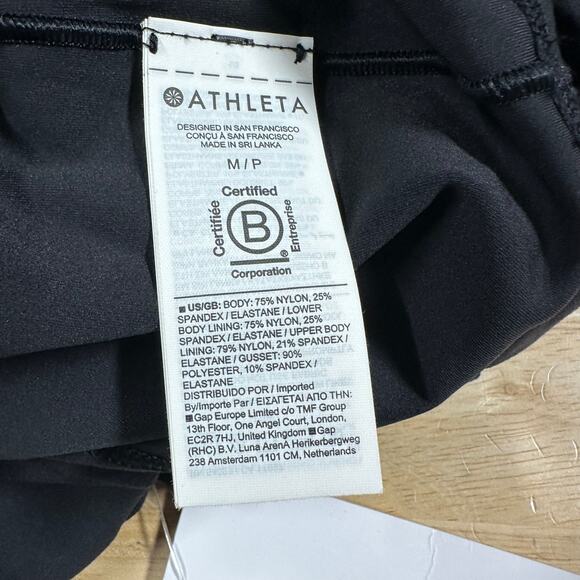 ATHLETA
DESIGNED IN SAN FRANCISCO
CONÇU À SAN FRANCISCO
MADE IN SRI LANKA
M / P
Certified
Certifiée
B
®
Entreprise
Corporation
■ US/GB: BODY: 75% NYLON, 25%
SPANDEX / ELASTANE / LOWER
BODY LINING: 75% NYLON, 25%
SPANDEX / ELASTANE / UPPER BODY
LINING: 79% NYLON, 21% SPANDEX /
ELASTANE / GUSSET: 90%
POLYESTER, 10% SPANDEX /
ELASTANE
DISTRIBUIDO POR / Imported
By/Importe Par / ΕΙΣΑΓΕΤΑΙ ΑΠΟ ΤΗΝ:
■ Gap Europe Limited c/o TMF Group
13th Floor, One Angel Court, London,
EC2R 7HJ, United Kingdom ■ Gap
(RHC) B.V. Luna ArenA Herikerbergweg
238 Amsterdam 1101 CM, Netherlands